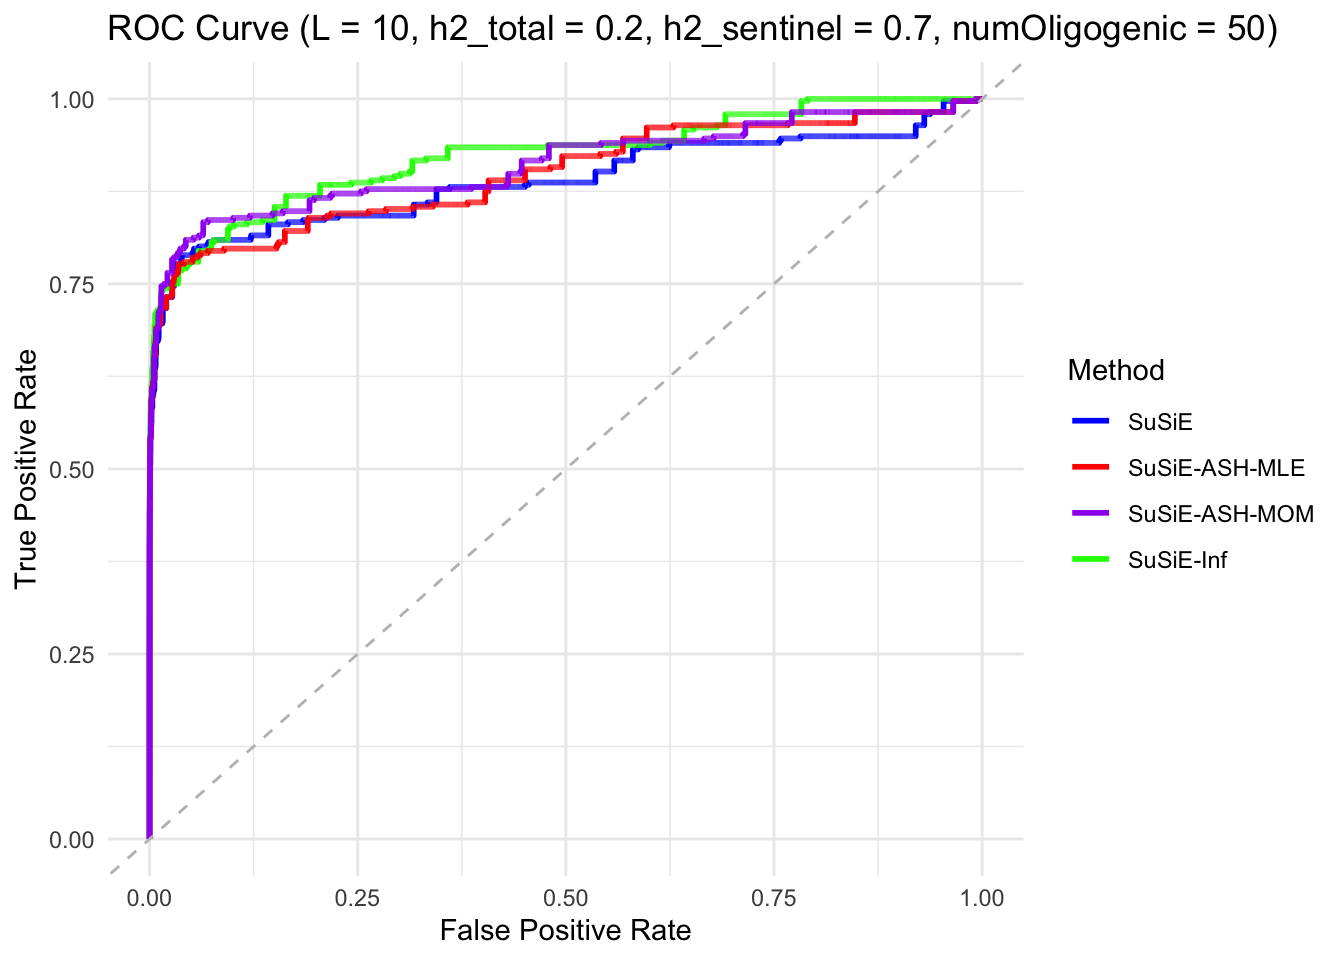 ROC Curve (L = 10, h2_total = 0.2, h2_sentinel = 0.7, numOligogenic = 50)
True Positive Rate
1.00
0.75
0.50
0.25
0.00
0.00 0.25 0.50 0.75 1.00
False Positive Rate
Method
SuSiE
SuSiE-ASH-MLE
SuSiE-ASH-MOM
SuSiE-Inf